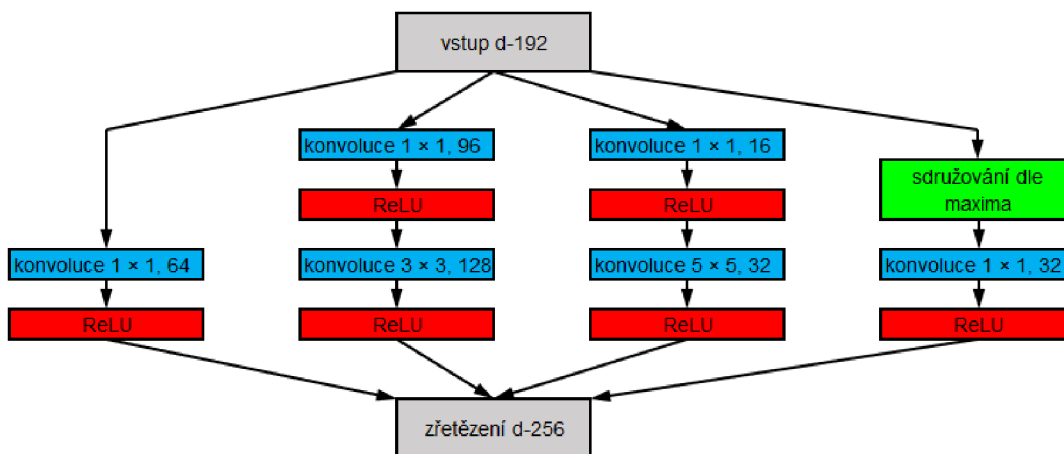 vstup d-192
konvoluce 1 × 1, 96
konvoluce 1 × 1, 16
sdružování dle
maxima
ReLU
ReLU
konvoluce 1 × 1, 64
konvoluce 3 × 3, 128
konvoluce 5 × 5, 32
konvoluce 1 × 1, 32
ReLU
ReLU
ReLU
ReLU
zřetězení d-256